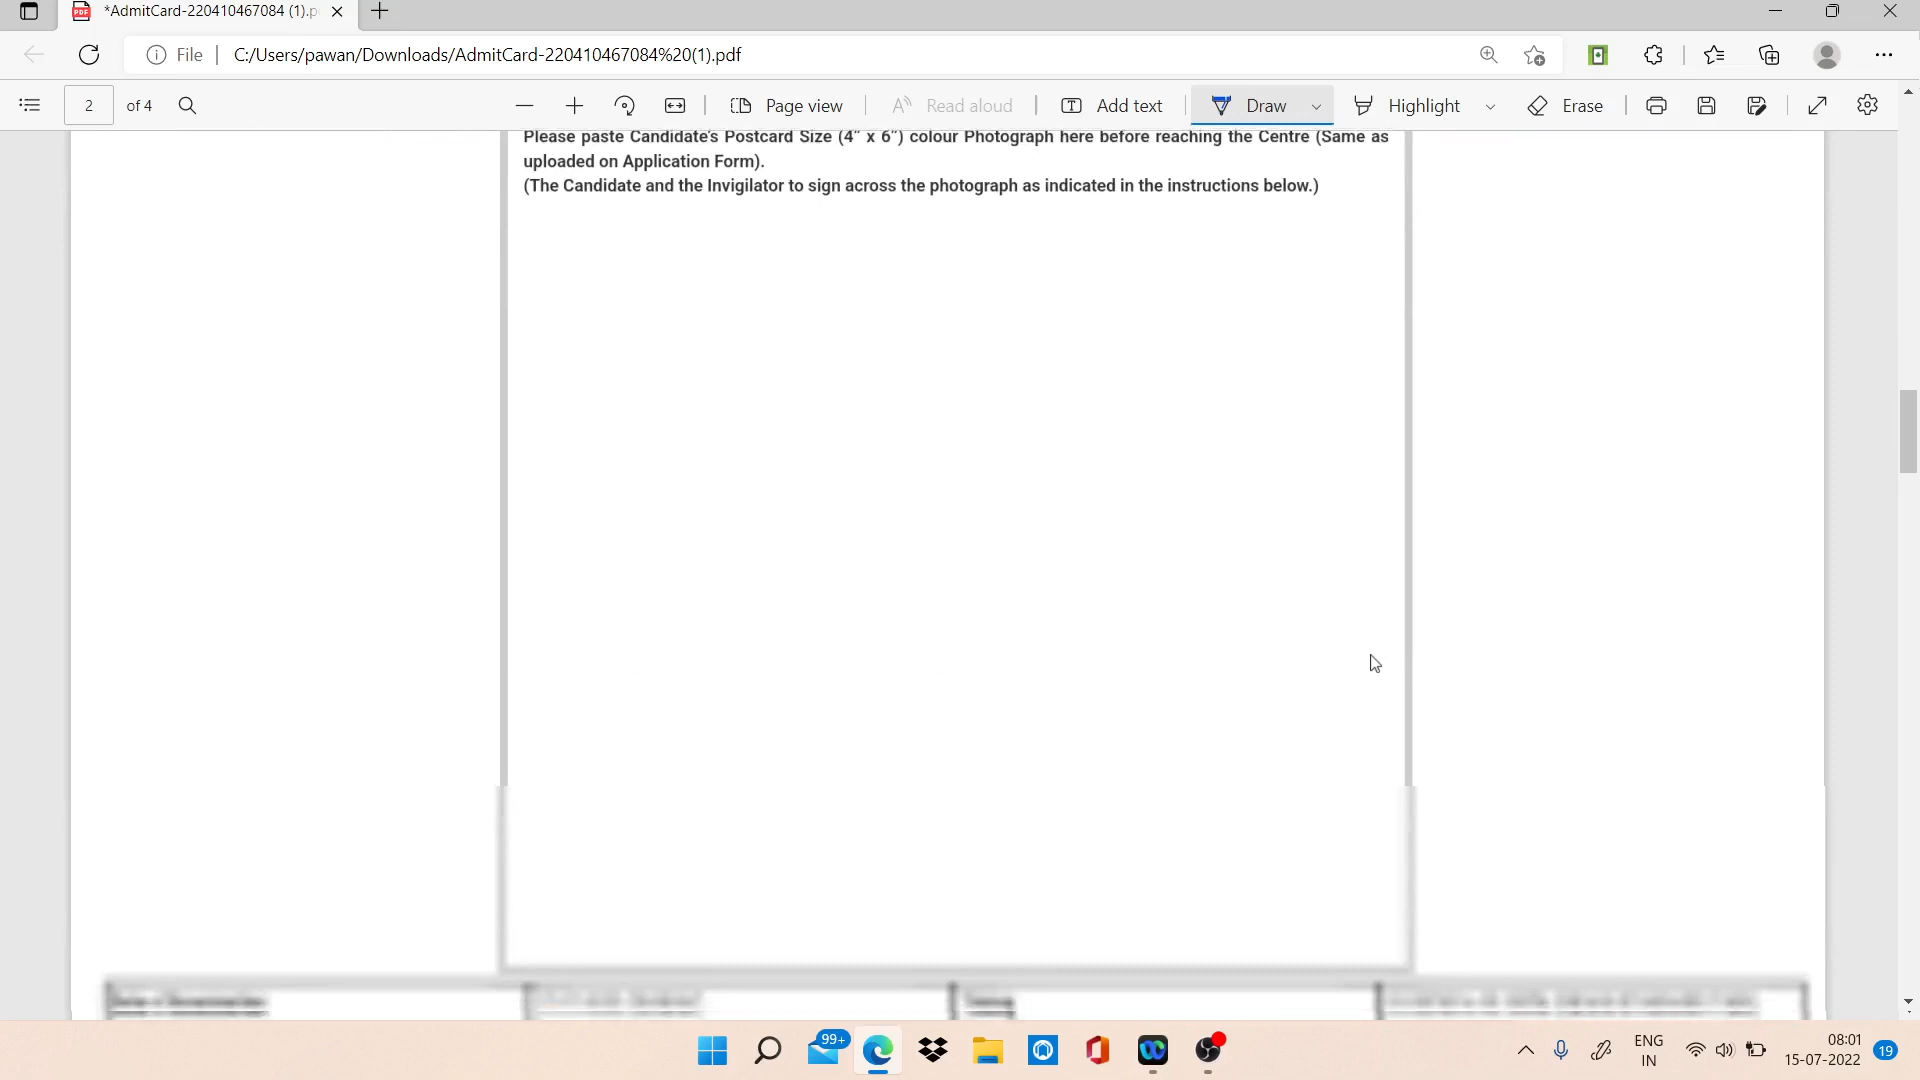 *AdmitCard-220410467084 (1).p
File
C:/Users/pawan/Downloads/AdmitCard-220410467084%20(1).pdf
2 of 4
Page view
Read aloud
Add text
Draw
Highlight
Erase
Please paste Candidate's Postcard Size (4" x 6") colour Photograph here before reaching the Centre (Same as
uploaded on Application Form).
(The Candidate and the Invigilator to sign across the photograph as indicated in the instructions below.)
99+
ENG
IN
08:01
15-07-2022
19